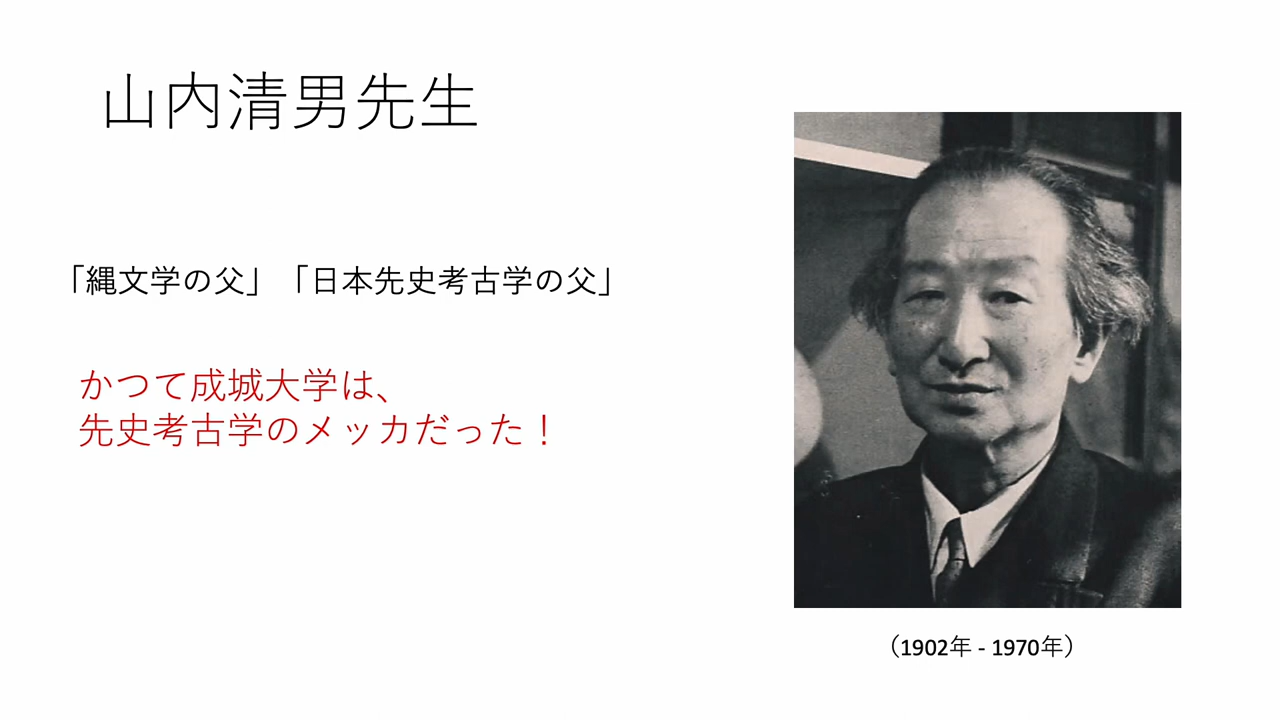 山内清男先生
「縄文学の父」「日本先史考古学の父」
かつて成城大学は、
先史考古学のメッカだった！
（1902年 - 1970年）